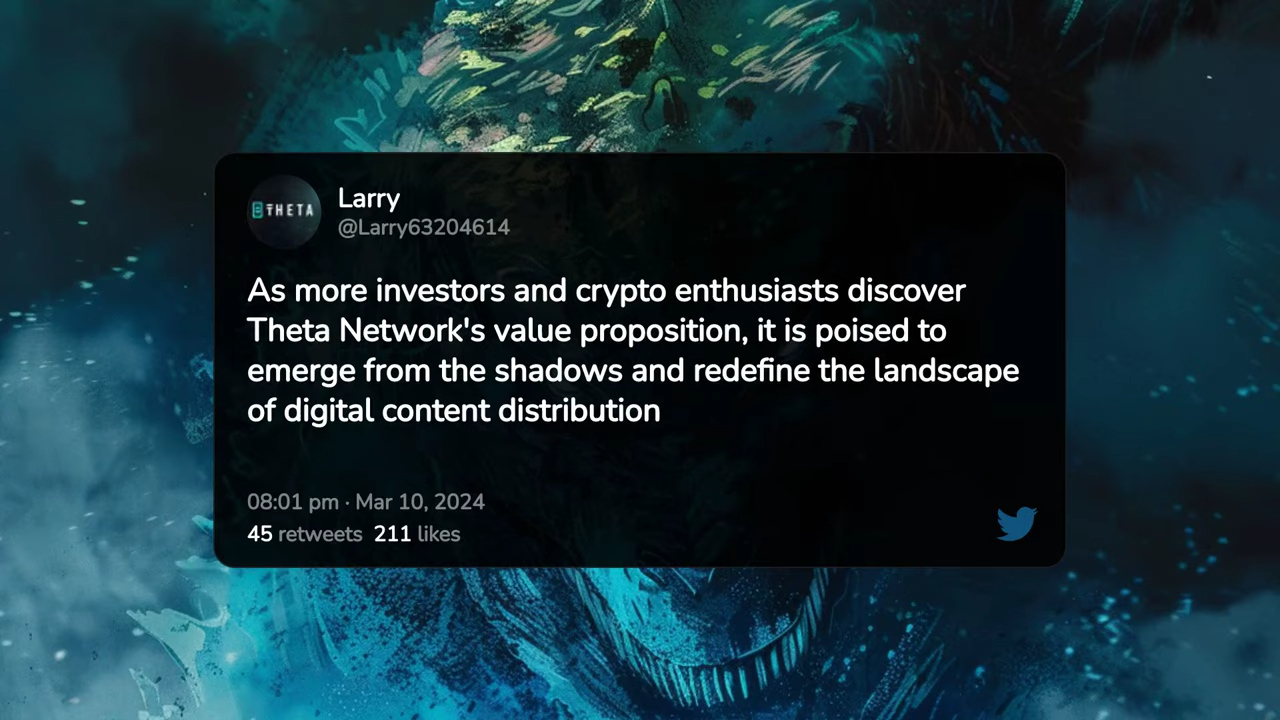 THETA
Larry
@Larry63204614
As more investors and crypto enthusiasts discover
Theta Network's value proposition, it is poised to
emerge from the shadows and redefine the landscape
of digital content distribution
08:01 pm · Mar 10, 2024
45 retweets 211 likes